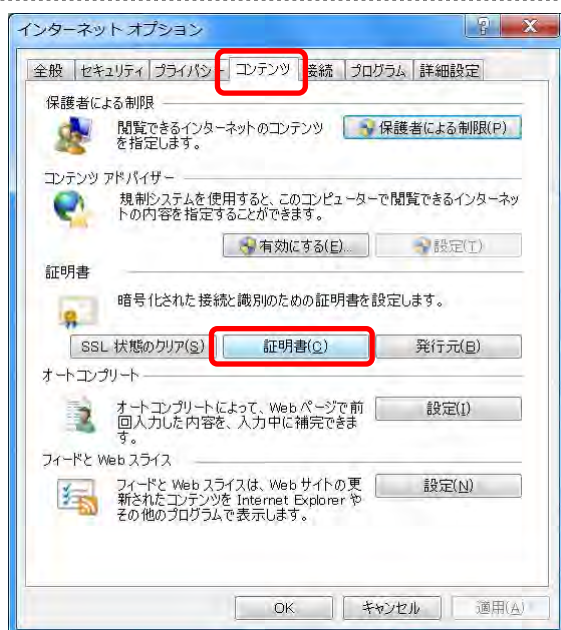 インターネット オプション
全般 セキュリティ プライバシー コンテンツ 接続 プログラム 詳細設定
保護者による制限
閲覧できるインターネットのコンテンツ
を指定します。
保護者による制限(P)
コンテンツ アドバイザー
規制システムを使用すると、このコンピューターで閲覧できるインターネッ
トの内容を指定することができます。
有効にする(E)... 設定(T)
証明書
暗号化された接続と識別のための証明書を設定します。
SSL 状態のクリア(S) 証明書(C) 発行元(B)
オートコンプリート
オートコンプリートによって、Web ページで前
回入力した内容を、入力中に補完できま
す。
設定(I)
フィードと Web スライス
フィードと Web スライスは、Web サイトの更
新されたコンテンツを Internet Explorer や
その他のプログラムで表示します。
設定(N)
OK キャンセル 適用(A)